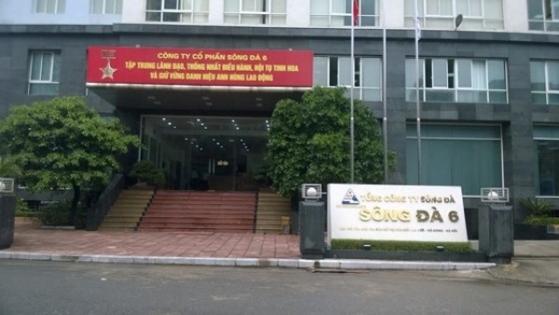 CÔNG TY CỔ PHẦN SÔNG ĐÀ 6
TẬP TRUNG LÃNH ĐẠO, THỐNG NHẤT ĐIỀU HÀNH, HỘI TỤ TINH HOA
VÀ GIỮ VỮNG DANH HIỆU ANH HÙNG LAO ĐỘNG
TỔNG CÔNG TY SÔNG ĐÀ
SÔNG ĐÀ 6